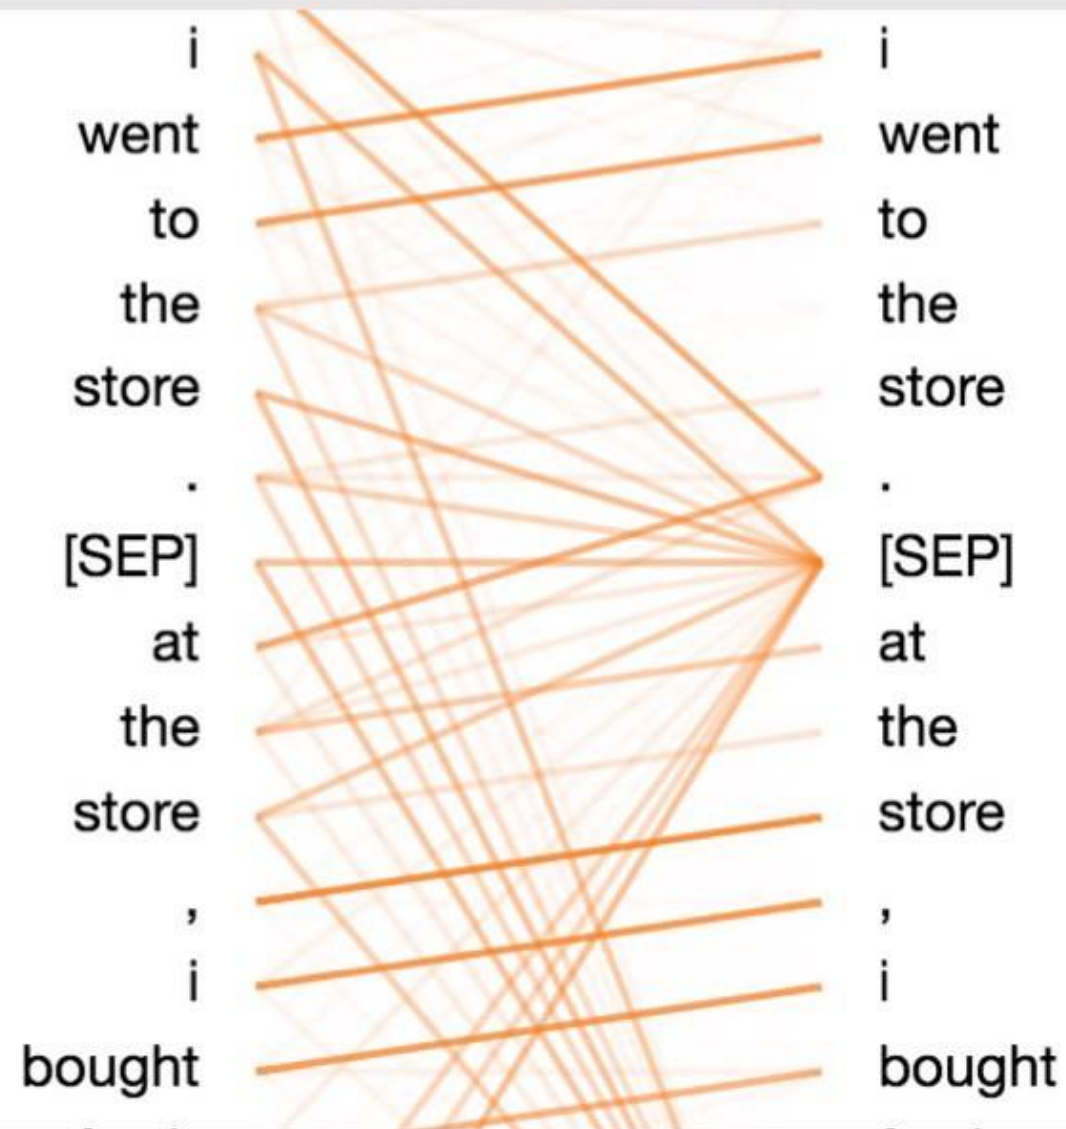 i i
went went
to to
the the
store store
. .
[SEP] [SEP]
at at
the the
store store
, ,
i i
bought bought